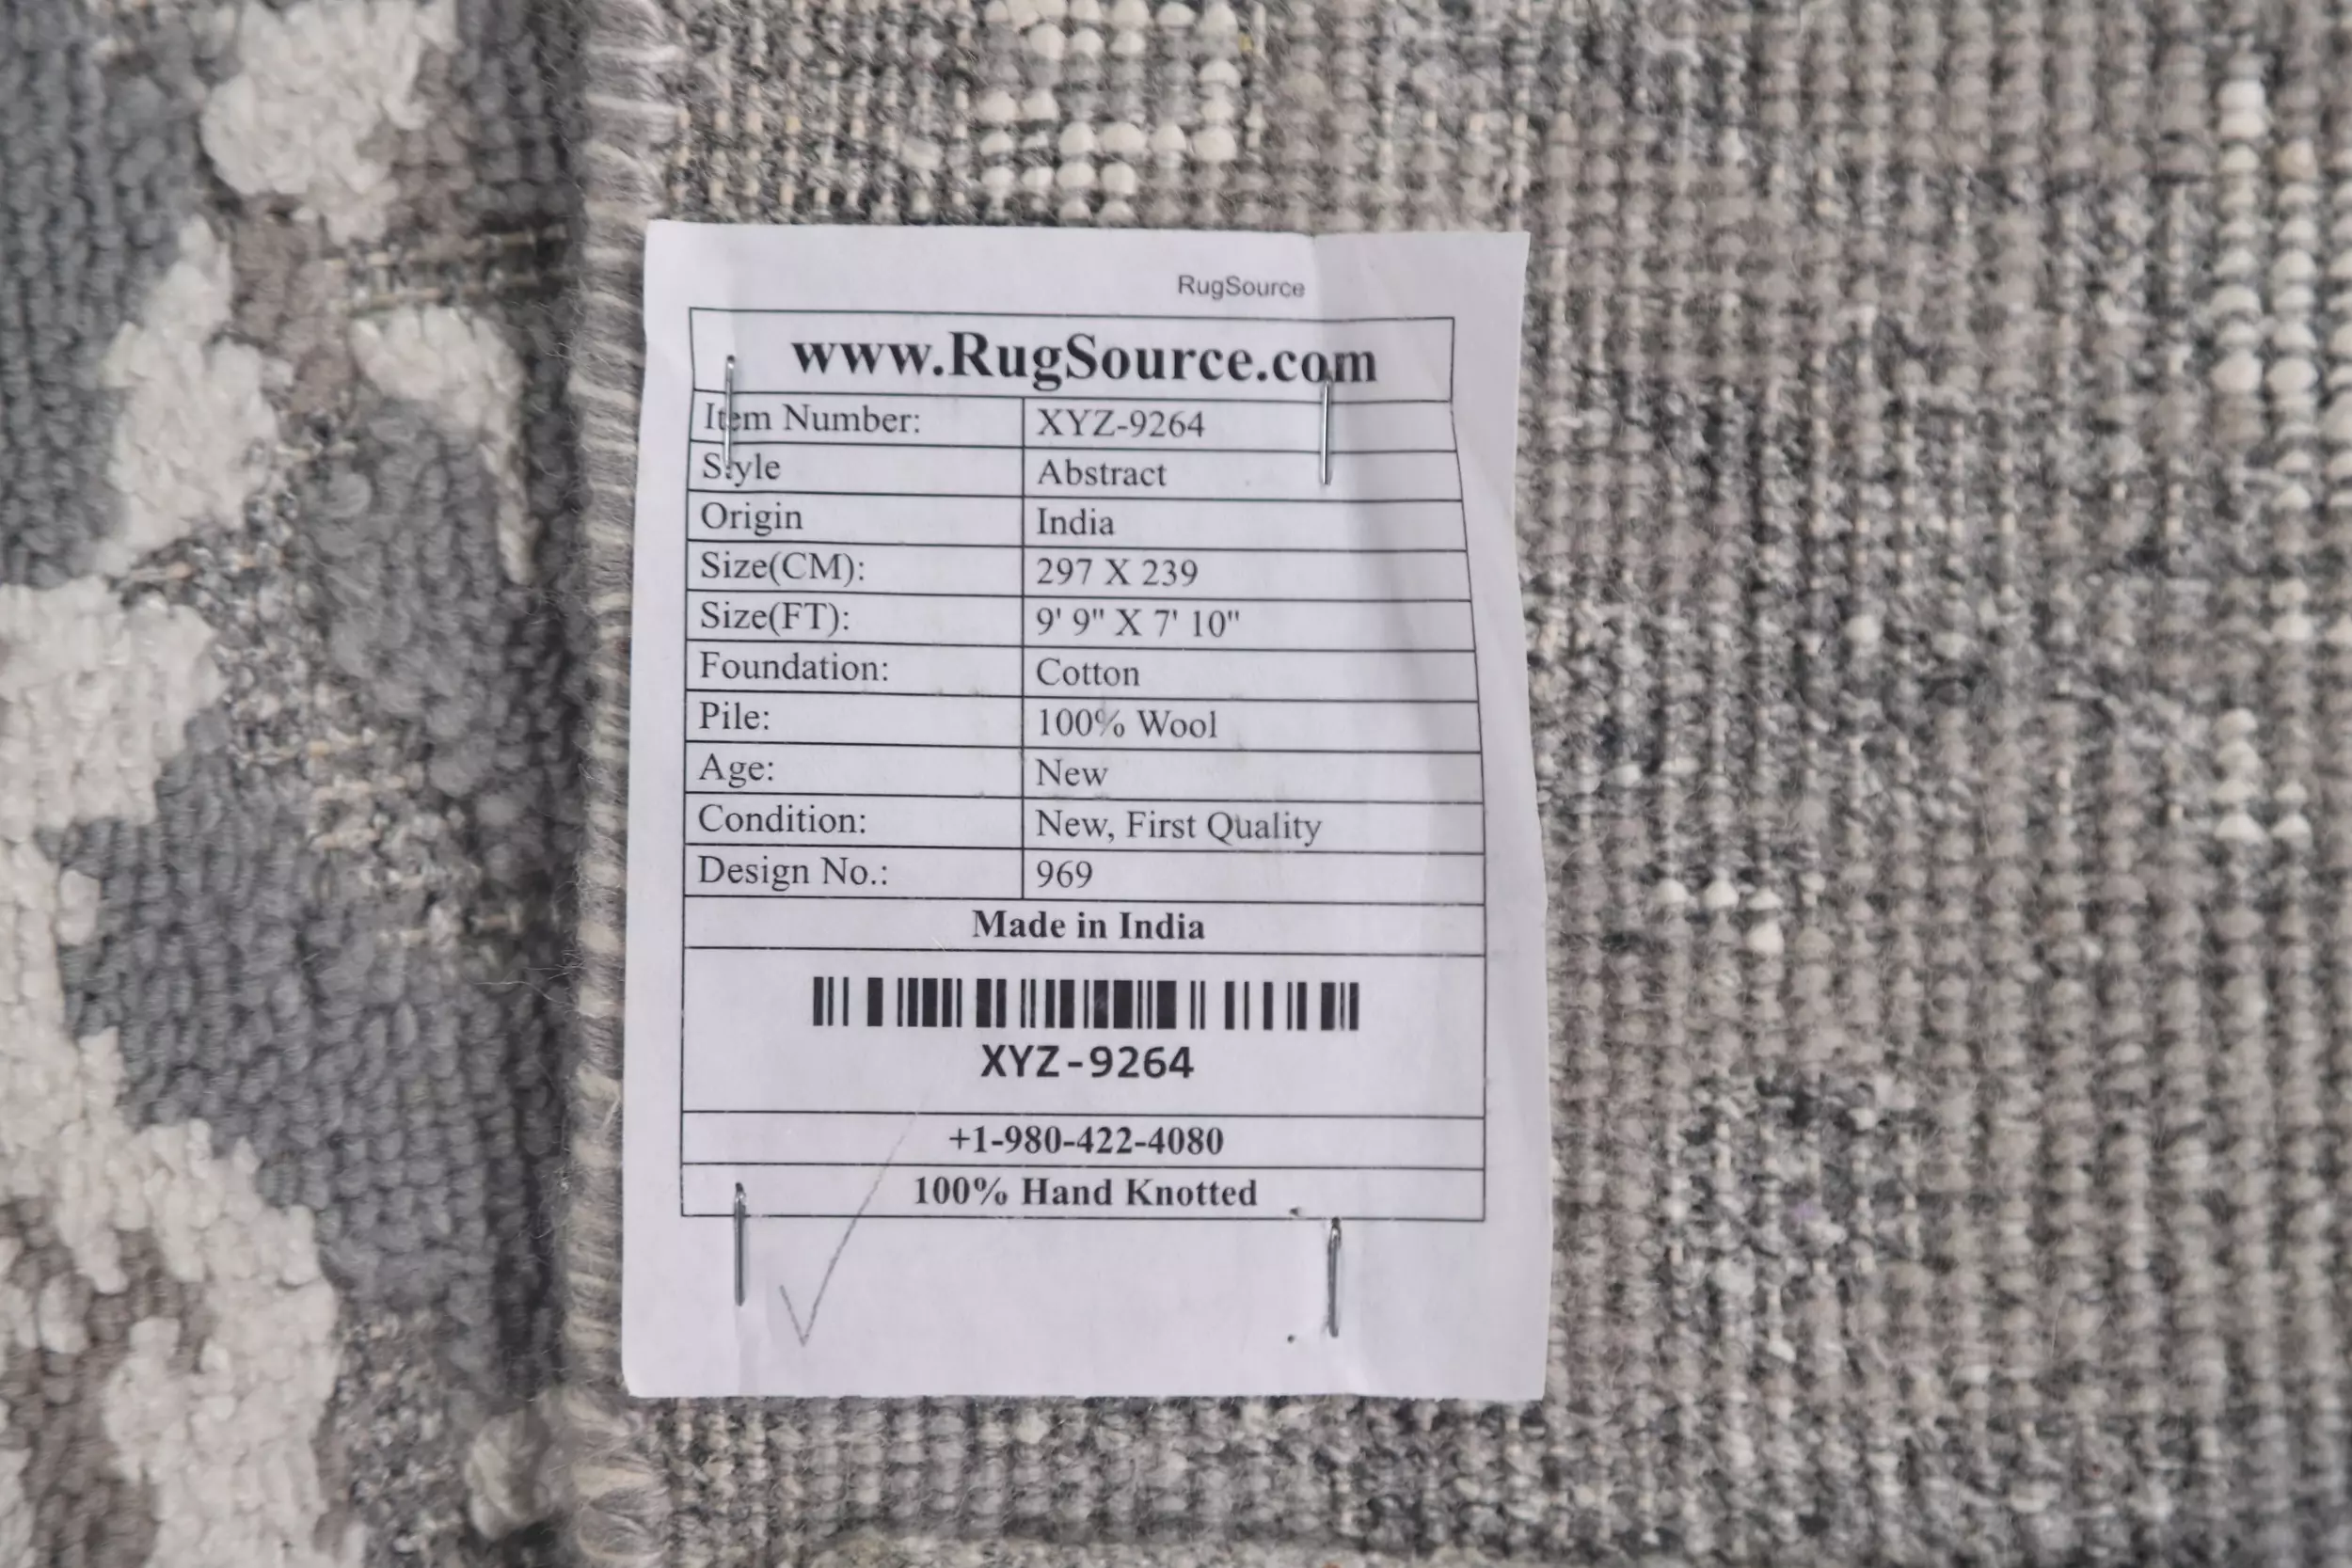 RugSource
www.RugSource.com
Item Number: XYZ-9264
Style Abstract
Origin India
Size(CM): 297 X 239
Size(FT): 9' 9" X 7' 10"
Foundation: Cotton
Pile: 100% Wool
Age: New
Condition: New, First Quality
Design No.: 969
Made in India
XYZ-9264
+1-980-422-4080
100% Hand Knotted